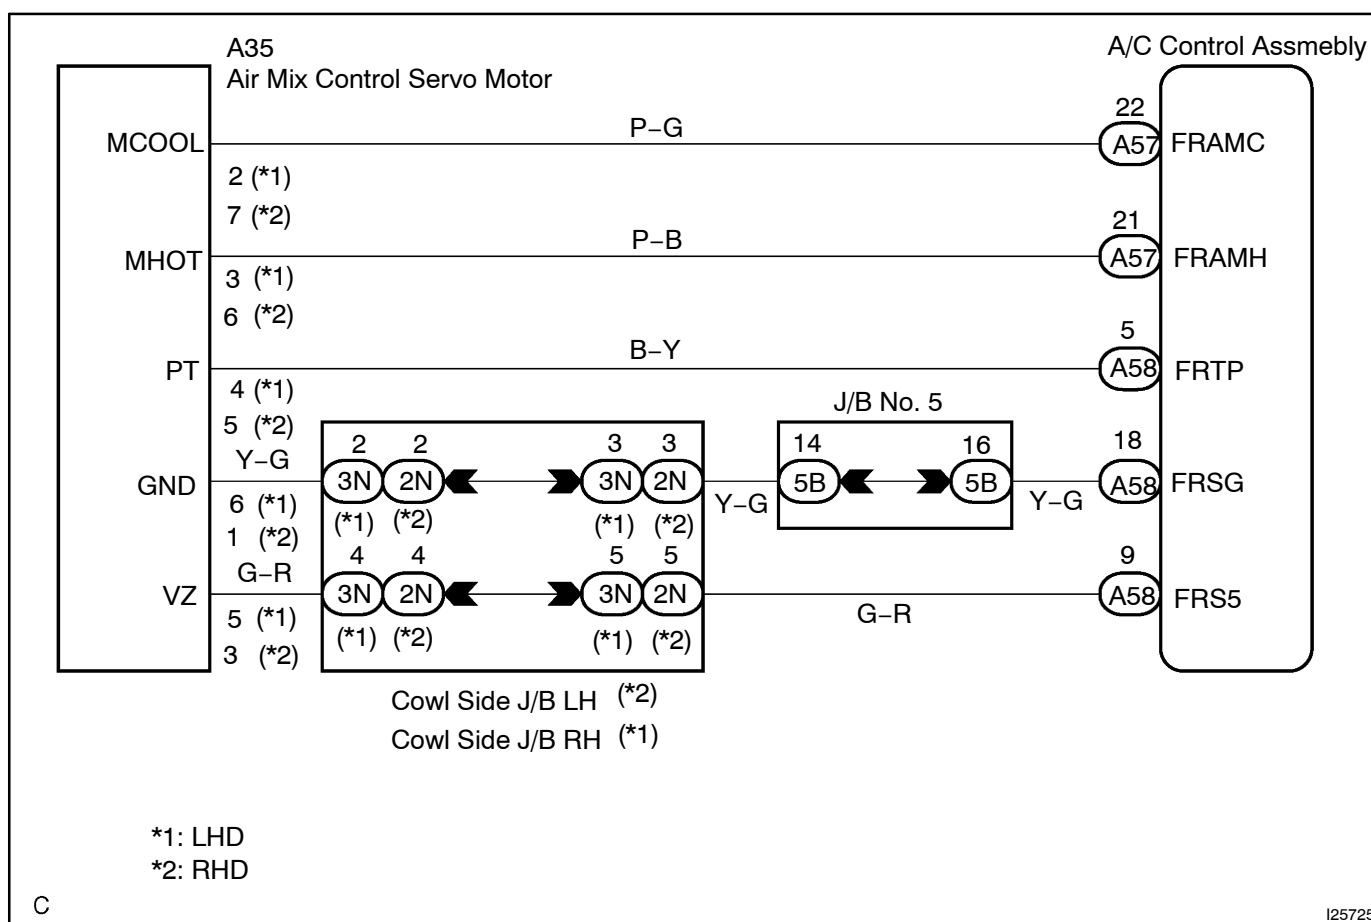 A35
Air Mix Control Servo Motor
A/C Control Assmebly
MCOOL
P−G
22
A57
FRAMC
2 (*1)
7 (*2)
MHOT
P−B
21
A57
FRAMH
3 (*1)
6 (*2)
PT
B−Y
5
A58
FRTP
4 (*1)
5 (*2)
J/B No. 5
GND
Y−G
2 2
3N 2N
(*1) (*2)
3 3
3N 2N
(*1) (*2)
Y−G
14
5B
16
5B
Y−G
18
A58
FRSG
6 (*1)
1 (*2)
VZ
G−R
4 4
3N 2N
(*1) (*2)
5 5
3N 2N
(*1) (*2)
G−R
9
A58
FRS5
5 (*1)
3 (*2)
Cowl Side J/B LH (*2)
Cowl Side J/B RH (*1)
*1: LHD
*2: RHD
C
I25725